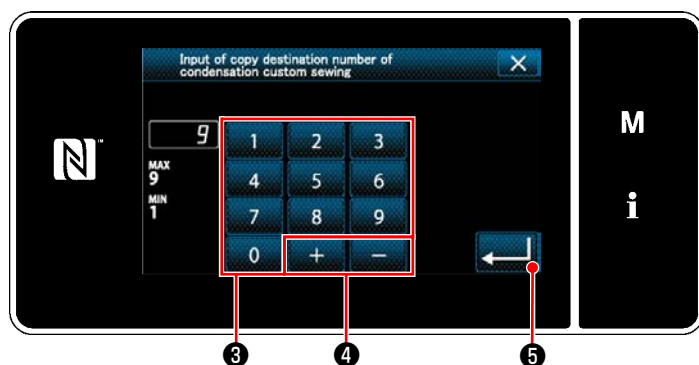 Input of copy destination number of
condensation custom sewing
9
MAX
9
MIN
1
1 2 3
4 5 6
7 8 9
0 + −
N™
M
i
❸ ❹ ❺